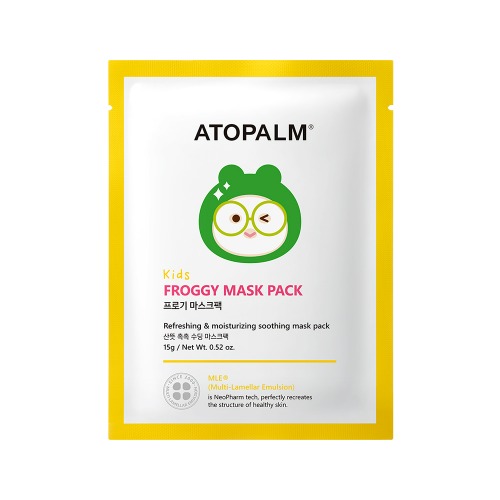 ATOPALM®
Kids
FROGGY MASK PACK
프로기 마스크팩
Refreshing & moisturizing soothing mask pack
산뜻 촉촉 수딩 마스크팩
15g / Net Wt. 0.52 oz.
MLE®
(Multi-Lamellar Emulsion)
is NeoPharm tech, perfectly recreates
the structure of healthy skin.